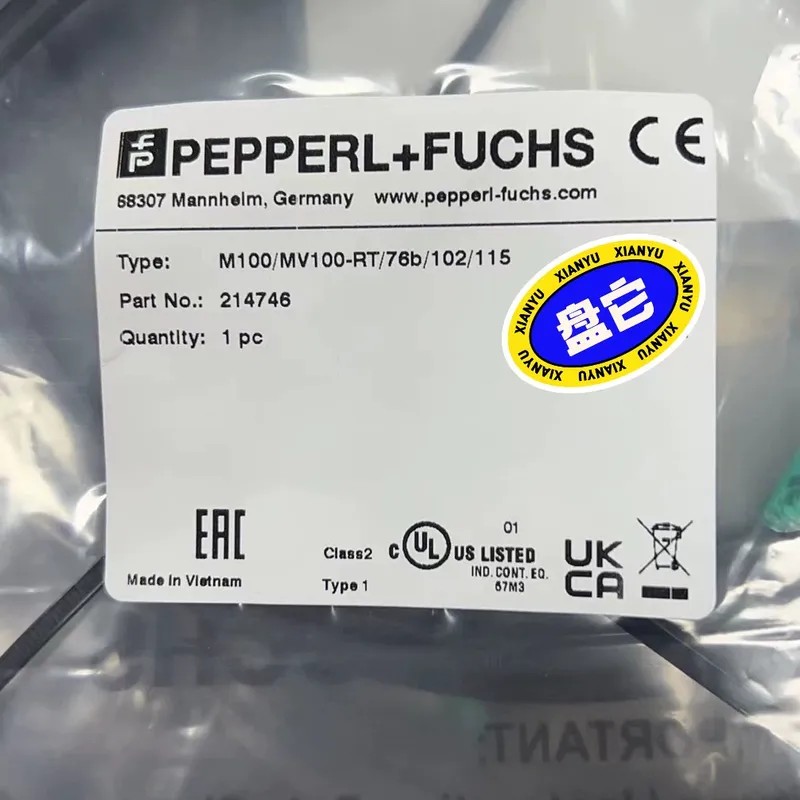 PEPPERL+FUCHS CE
68307 Mannheim, Germany www.pepperl-fuchs.com
Type: M100/MV100-RT/76b/102/115
Part No.: 214746
Quantity: 1 pc
XIANYU XIANYU XIANYU XIANYU XIANYU XIANYU XIANYU
盘它
EAC
Made in Vietnam
Class2
Type 1
C UL US LISTED
01
IND. CONT. EQ.
67M3
UK
CA
PORTANT: